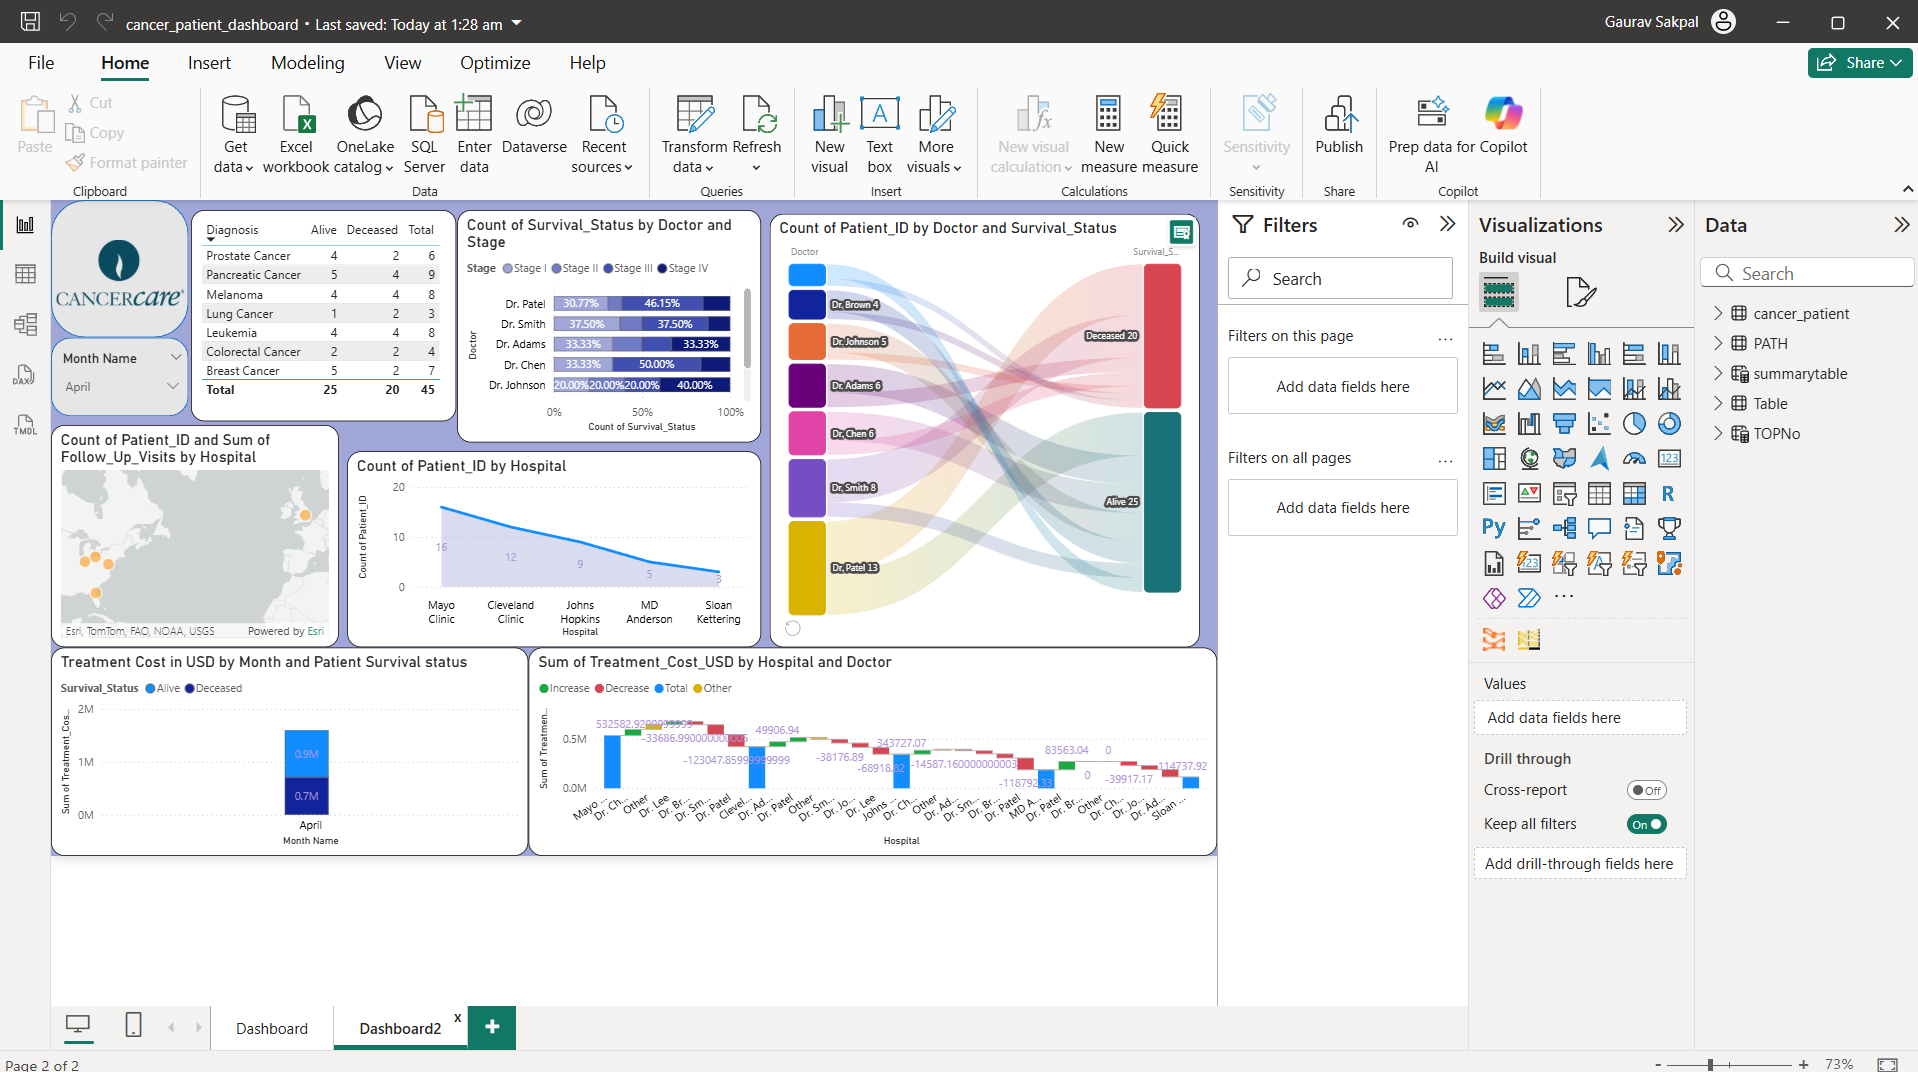 cancer_patient_dashboard • Last saved: Today at 1:28 am
Gaurav Sakpal
File Home Insert Modeling View Optimize Help
Share
Paste
Cut
Copy
Format painter
Clipboard
Get data
Excel workbook
OneLake catalog
SQL Server
Enter data
Dataverse
Recent sources
Data
Transform data
Refresh
Queries
New visual
Text box
More visuals
Insert
New visual calculation
New measure
Quick measure
Calculations
Sensitivity
Sensitivity
Publish
Share
Prep data for AI
Copilot
Copilot
CANCERcare®
Month Name
April
Diagnosis Alive Deceased Total
Prostate Cancer 4 2 6
Pancreatic Cancer 5 4 9
Melanoma 4 4 8
Lung Cancer 1 2 3
Leukemia 4 4 8
Colorectal Cancer 2 2 4
Breast Cancer 5 2 7
Total 25 20 45
Count of Survival_Status by Doctor and
Stage
Stage Stage I Stage II Stage III Stage IV
Doctor
Dr. Patel 30.77% 46.15%
Dr. Smith 37.50% 37.50%
Dr. Adams 33.33% 33.33%
Dr. Chen 33.33% 50.00%
Dr. Johnson 20.00% 20.00% 20.00% 40.00%
0% 50% 100%
Count of Survival_Status
Count of Patient_ID by Doctor and Survival_Status
Doctor Survival_S...
Dr. Brown 4
Dr. Johnson 5
Dr. Adams 6
Dr. Chen 6
Dr. Smith 8
Dr. Patel 13
Deceased 20
Alive 25
Count of Patient_ID and Sum of
Follow_Up_Visits by Hospital
Esri, TomTom, FAO, NOAA, USGS Powered by Esri
Count of Patient_ID by Hospital
Count of Patient_ID
20
10
0
16 12 9 5 3
Mayo Clinic
Cleveland Clinic
Johns Hopkins
MD Anderson
Sloan Kettering
Hospital
Treatment Cost in USD by Month and Patient Survival status
Survival_Status Alive Deceased
Sum of Treatment_Cos...
2M
1M
0M
0.9M
0.7M
April
Month Name
Sum of Treatment_Cost_USD by Hospital and Doctor
Increase Decrease Total Other
Sum of Treatmen...
0.5M
0.0M
532582.9299999999
-33686.990000000005
-123047.85999999999
49906.94
-38176.89
-68918.82
343727.07
-14587.160000000003
-118792.33
83563.04
0
0
-39917.17
114737.92
Mayo ... Dr. Ch... Other Dr. Lee Dr. Br... Dr. Sm... Dr. Patel Clevel... Dr. Ad... Dr. Patel Other Dr. Sm... Dr. Jo... Dr. Lee Johns ... Dr. Ch... Other Dr. Ad... Dr. Sm... Dr. Br... Dr. Patel MD A... Dr. Patel Dr. Br... Other Dr. Ch... Dr. Jo... Dr. Ad... Sloan ...
Hospital
Filters
Search
Filters on this page ...
Add data fields here
Filters on all pages ...
Add data fields here
Visualizations
Build visual
123
R
Py
123
...
Values
Add data fields here
Drill through
Cross-report Off
Keep all filters On
Add drill-through fields here
Data
Search
cancer_patient
PATH
summarytable
Table
TOPNo
DAX
TMDL
Dashboard
Dashboard2 x
+
Page 2 of 2
- + 73%